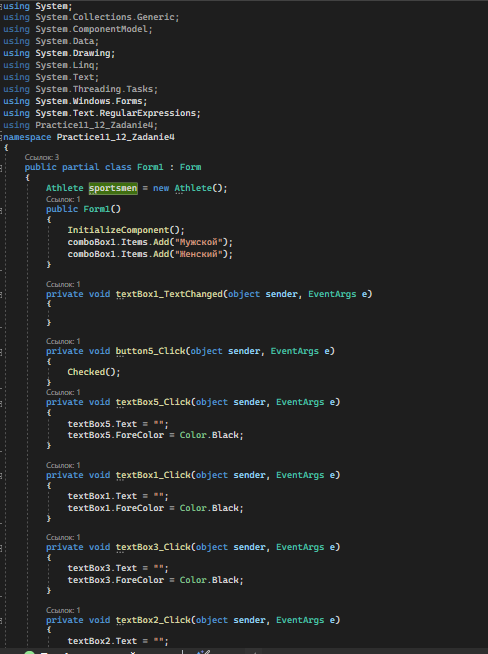 using System;
using System.Collections.Generic;
using System.ComponentModel;
using System.Data;
using System.Drawing;
using System.Linq;
using System.Text;
using System.Threading.Tasks;
using System.Windows.Forms;
using System.Text.RegularExpressions;
using Practice11_12_Zadanie4;
namespace Practice11_12_Zadanie4
{
Ссылок: 3
public partial class Form1 : Form
{
Athlete sportsmen = new Athlete();
Ссылок: 1
public Form1()
{
InitializeComponent();
comboBox1.Items.Add("Мужской");
comboBox1.Items.Add("Женский");
}
Ссылок: 1
private void textBox1_TextChanged(object sender, EventArgs e)
{
}
Ссылок: 1
private void button5_Click(object sender, EventArgs e)
{
Checked();
}
Ссылок: 1
private void textBox5_Click(object sender, EventArgs e)
{
textBox5.Text = "";
textBox5.ForeColor = Color.Black;
}
Ссылок: 1
private void textBox1_Click(object sender, EventArgs e)
{
textBox1.Text = "";
textBox1.ForeColor = Color.Black;
}
Ссылок: 1
private void textBox3_Click(object sender, EventArgs e)
{
textBox3.Text = "";
textBox3.ForeColor = Color.Black;
}
Ссылок: 1
private void textBox2_Click(object sender, EventArgs e)
{
textBox2.Text = "";